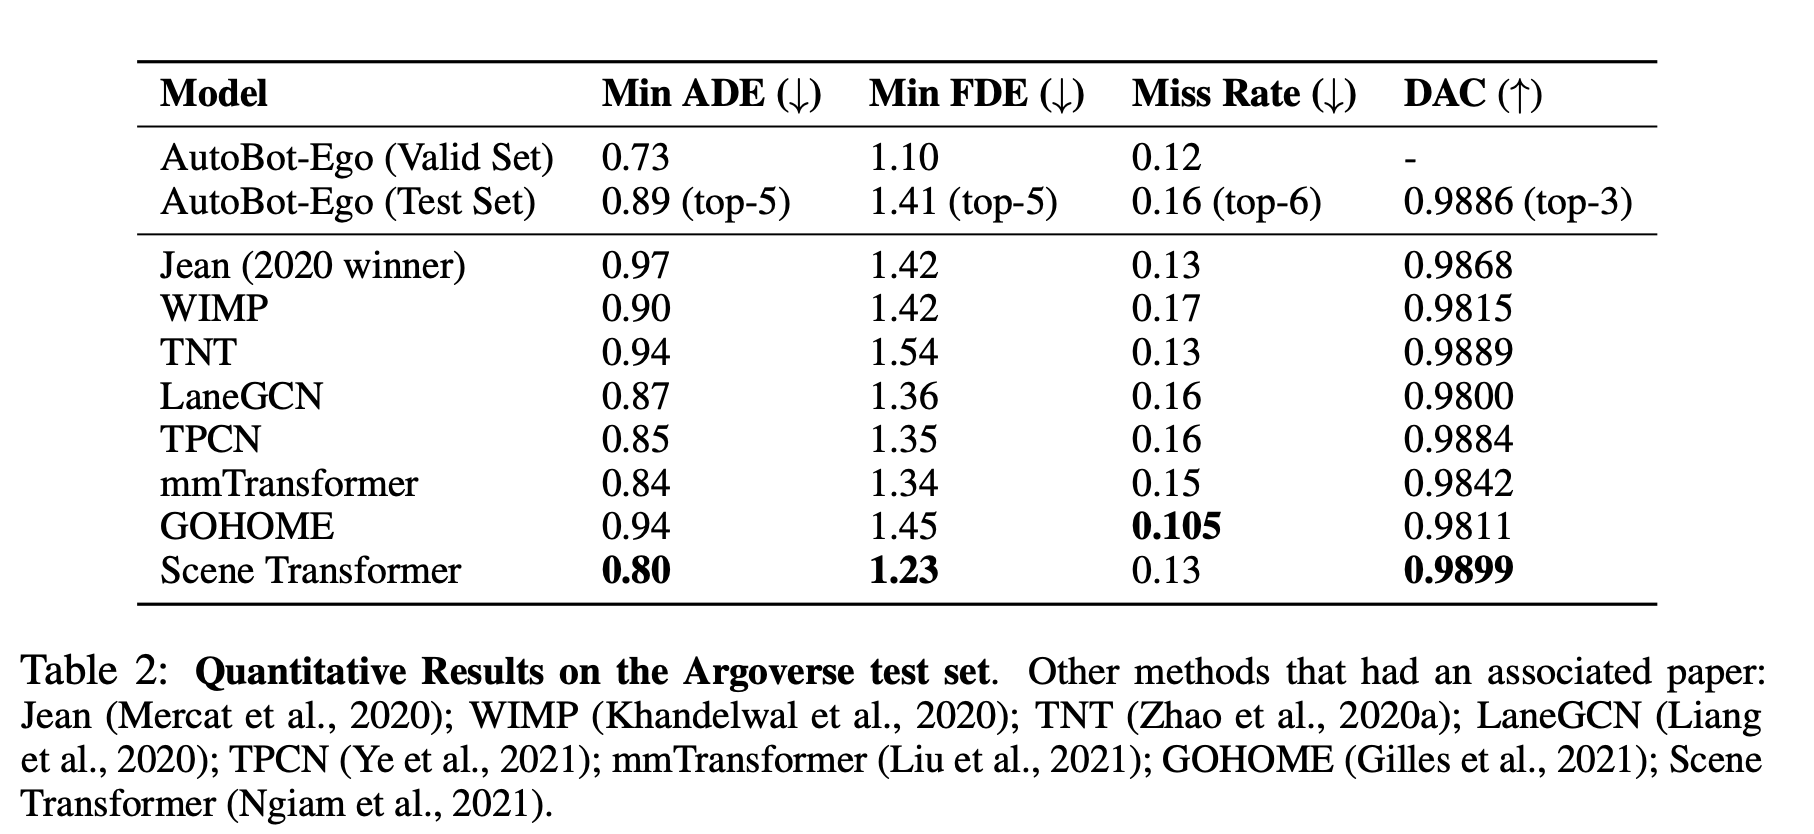 Model Min ADE (↓) Min FDE (↓) Miss Rate (↓) DAC (↑)
AutoBot-Ego (Valid Set) 0.73 1.10 0.12 -
AutoBot-Ego (Test Set) 0.89 (top-5) 1.41 (top-5) 0.16 (top-6) 0.9886 (top-3)
Jean (2020 winner) 0.97 1.42 0.13 0.9868
WIMP 0.90 1.42 0.17 0.9815
TNT 0.94 1.54 0.13 0.9889
LaneGCN 0.87 1.36 0.16 0.9800
TPCN 0.85 1.35 0.16 0.9884
mmTransformer 0.84 1.34 0.15 0.9842
GOHOME 0.94 1.45 0.105 0.9811
Scene Transformer 0.80 1.23 0.13 0.9899
Table 2: Quantitative Results on the Argoverse test set. Other methods that had an associated paper:
Jean (Mercat et al., 2020); WIMP (Khandelwal et al., 2020); TNT (Zhao et al., 2020a); LaneGCN (Liang
et al., 2020); TPCN (Ye et al., 2021); mmTransformer (Liu et al., 2021); GOHOME (Gilles et al., 2021); Scene
Transformer (Ngiam et al., 2021).